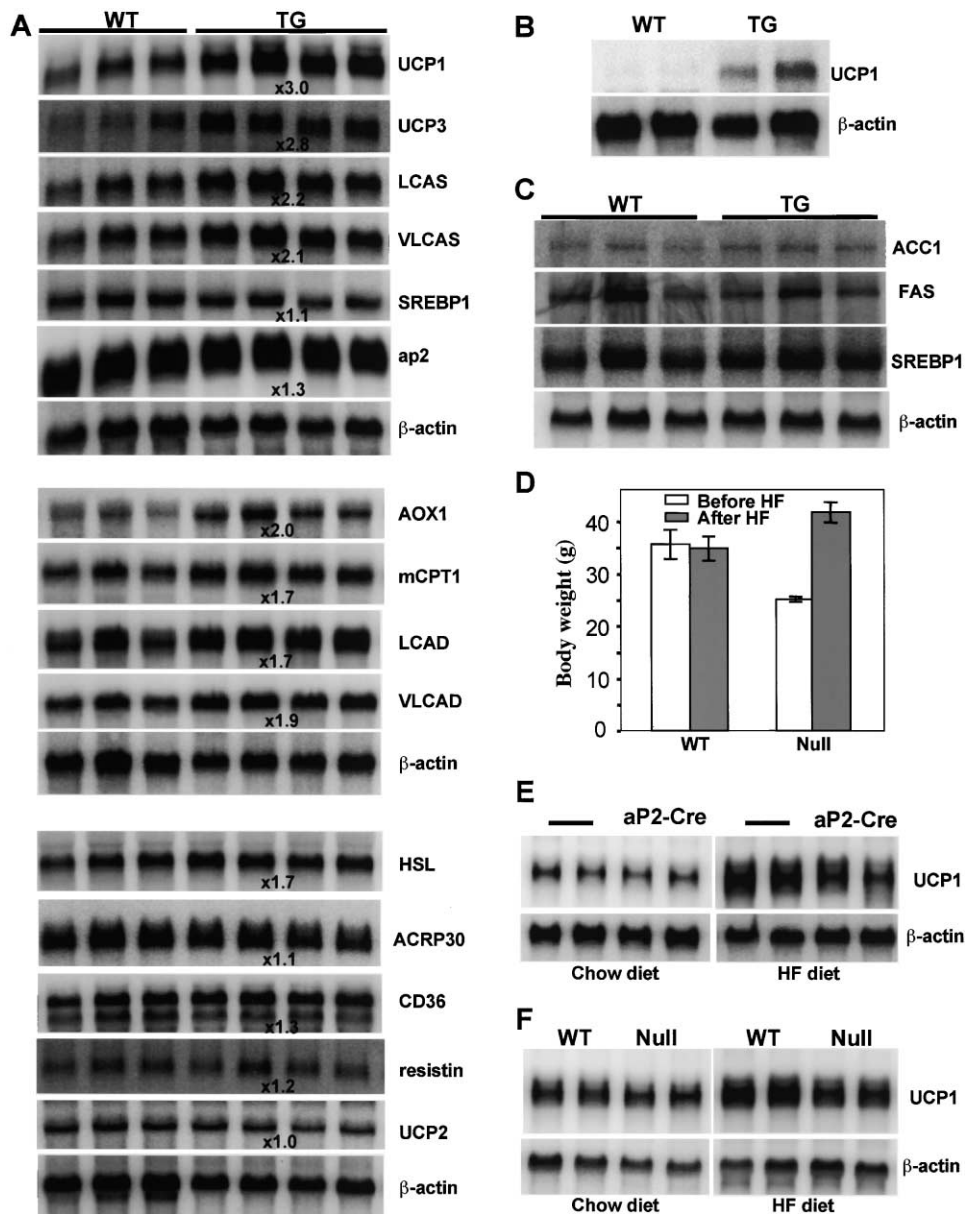 A
WT TG
UCP1
x3.0
UCP3
x2.8
LCAS
x2.2
VLCAS
x2.1
SREBP1
x1.1
ap2
x1.3
β-actin
AOX1
x2.0
mCPT1
x1.7
LCAD
x1.7
VLCAD
x1.9
β-actin
HSL
x1.7
ACRP30
x1.1
CD36
x1.3
resistin
x1.2
UCP2
x1.0
β-actin
B
WT TG
UCP1
β-actin
C
WT TG
ACC1
FAS
SREBP1
β-actin
D
Before HF
After HF
Body weight (g)
40
30
20
10
0
WT Null
E
aP2-Cre aP2-Cre
UCP1
β-actin
Chow diet HF diet
F
WT Null WT Null
UCP1
β-actin
Chow diet HF diet